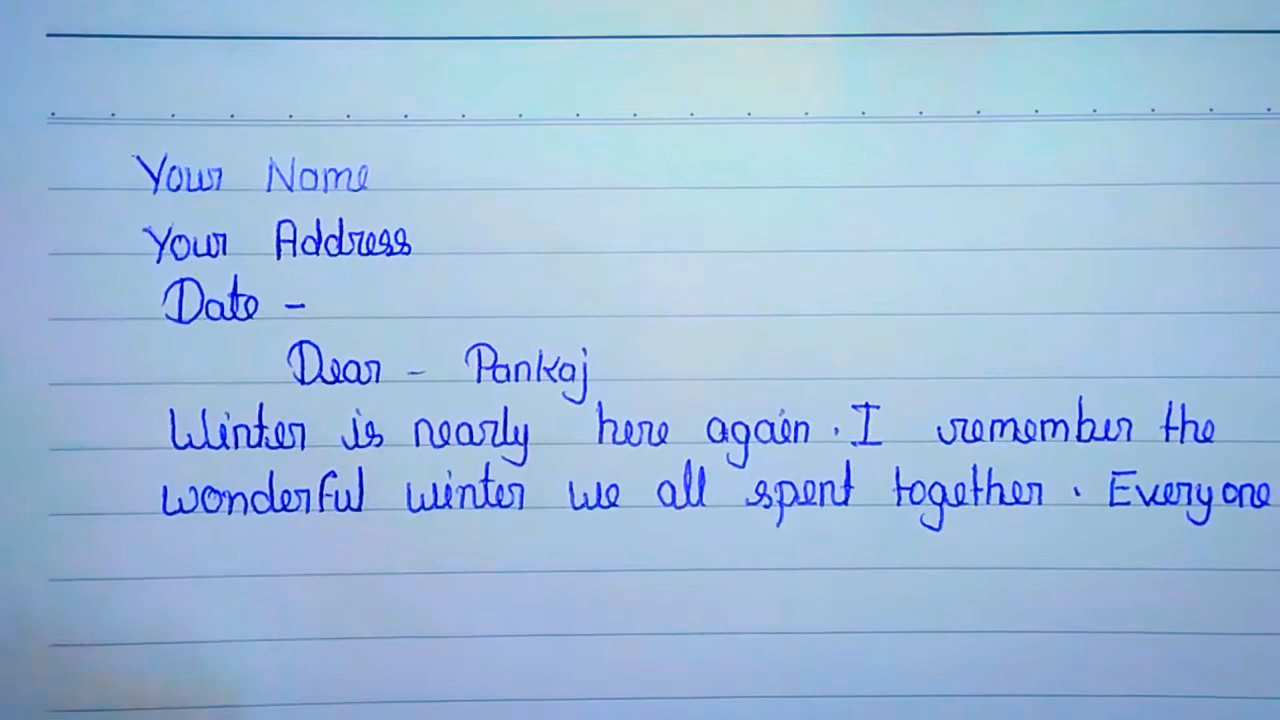 Your Name
Your Address
Date -
Dear - Pankaj
Winter is nearly here again. I remember the
wonderful winter we all spent together. Everyone